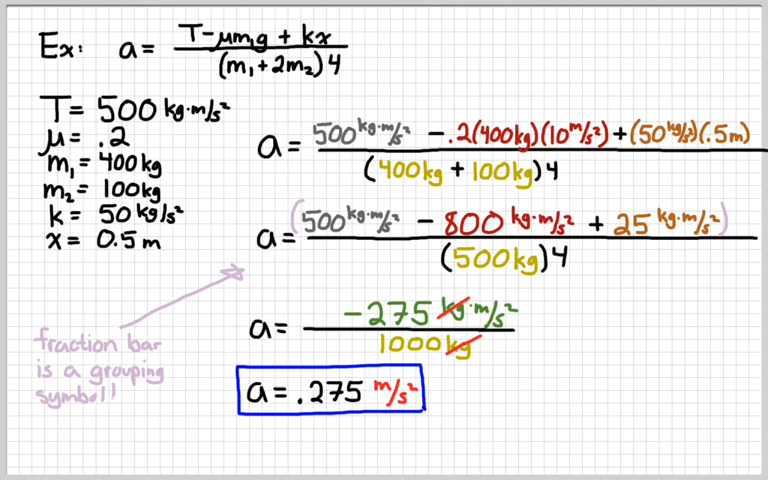 Ex: a = (T - μm₁g + kx) / ((m₁ + 2m₂) 4)
T = 500 kg·m/s²
μ = .2
m₁ = 400 kg
m₂ = 100 kg
k = 50 kg/s²
x = 0.5 m
a = (500 kg·m/s² - .2(400kg)(10 m/s²) + (50 kg/s²)(.5m)) / ((400kg + 100kg) 4)
a = (500 kg·m/s² - 800 kg·m/s² + 25 kg·m/s²) / ((500kg) 4)
fraction bar
is a grouping
symbol!
a = -275 kg·m/s² / 1000 kg
a = .275 m/s²